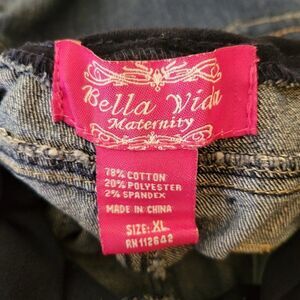 Bella Vida
Maternity
78% COTTON
20% POLYESTER
2% SPANDEX
MADE IN CHINA
SIZE: XL
RN 112642